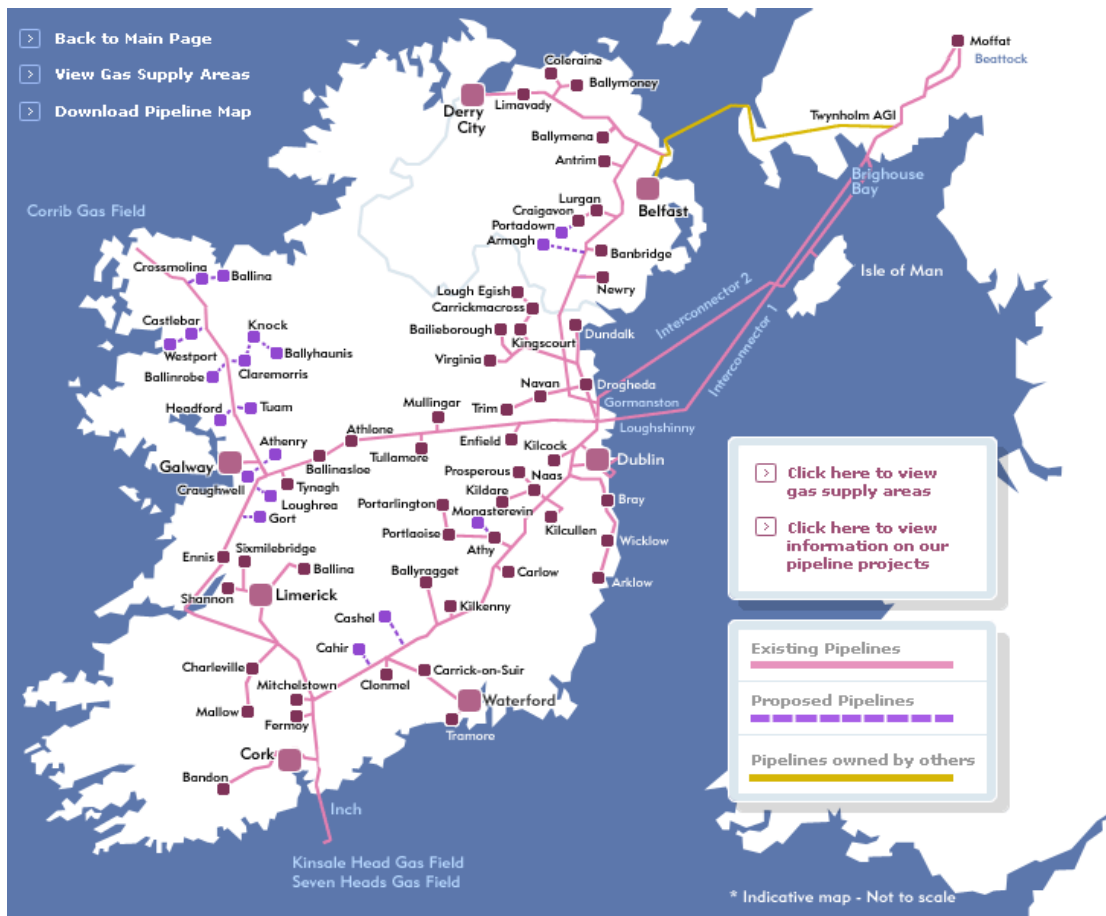 Back to Main Page
View Gas Supply Areas
Download Pipeline Map
Moffat
Beattock
Coleraine
Ballymoney
Limavady
Derry
City
Twynholm AGI
Ballymena
Antrim
Brighouse
Bay
Lurgan
Belfast
Craigavon
Portadown
Armagh
Banbridge
Corrib Gas Field
Isle of Man
Crossmolina
Ballina
Newry
Lough Egish
Carrickmacross
Interconnector 2
Interconnector 1
Castlebar
Knock
Bailieborough
Dundalk
Kingscourt
Westport
Ballyhaunis
Virginia
Ballinrobe
Claremorris
Navan
Drogheda
Gormanston
Headford
Tuam
Mullingar
Trim
Athlone
Loughshinny
Athenry
Enfield
Kilcock
Tullamore
Galway
Ballinasloe
Dublin
Prosperous
Naas
Craughwell
Tynagh
Kildare
Loughrea
Portarlington
Bray
Monasterevin
Gort
Kilcullen
Portlaoise
Athy
Wicklow
Ennis
Sixmilebridge
Ballina
Ballyragget
Carlow
Arklow
Shannon
Limerick
Kilkenny
Cashel
Cahir
Charleville
Carrick-on-Suir
Mitchelstown
Clonmel
Waterford
Mallow
Fermoy
Tramore
Cork
Bandon
Inch
Kinsale Head Gas Field
Seven Heads Gas Field
Click here to view
gas supply areas
Click here to view
information on our
pipeline projects
Existing Pipelines
Proposed Pipelines
Pipelines owned by others
* Indicative map - Not to scale